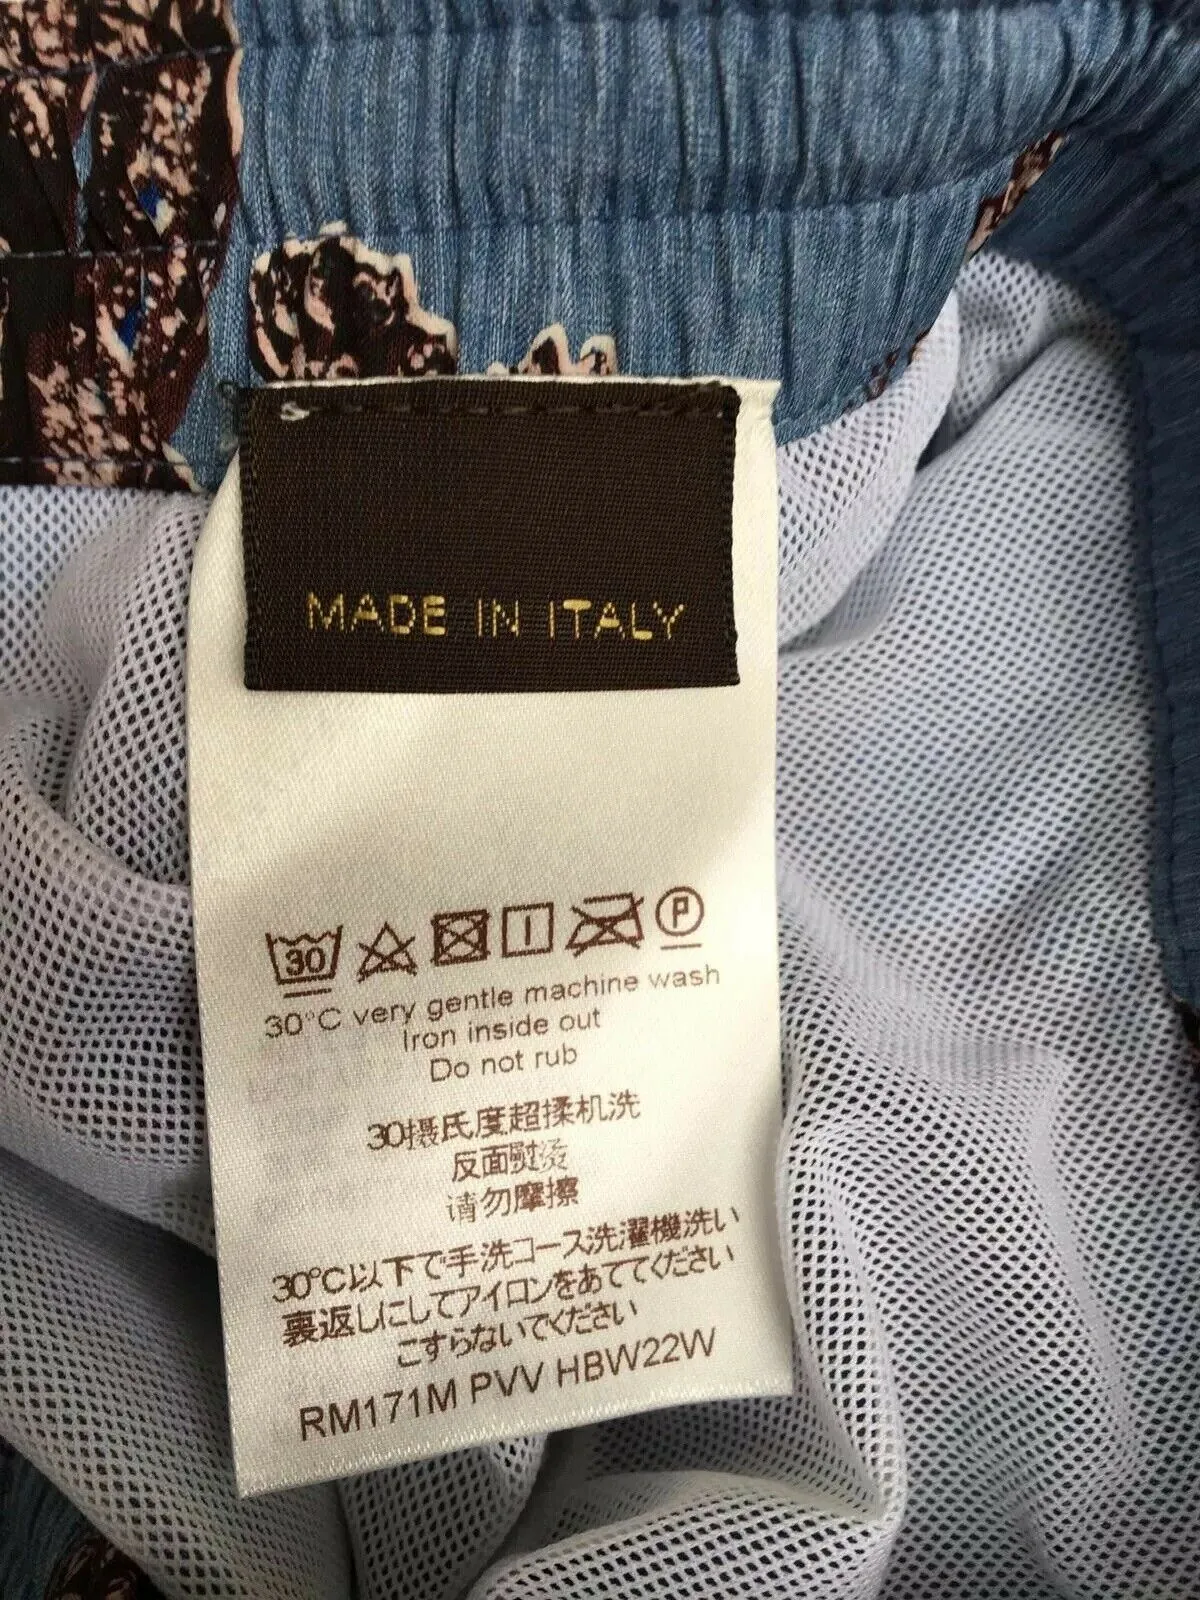 MADE IN ITALY
30 P
30°C very gentle machine wash
Iron inside out
Do not rub
30摄氏度超揉机洗
反面熨烫
请勿摩擦
30°C以下で手洗コース洗濯機洗い
裏返しにしてアイロンをあててください
こすらないでください
RM171M PVV HBW22W